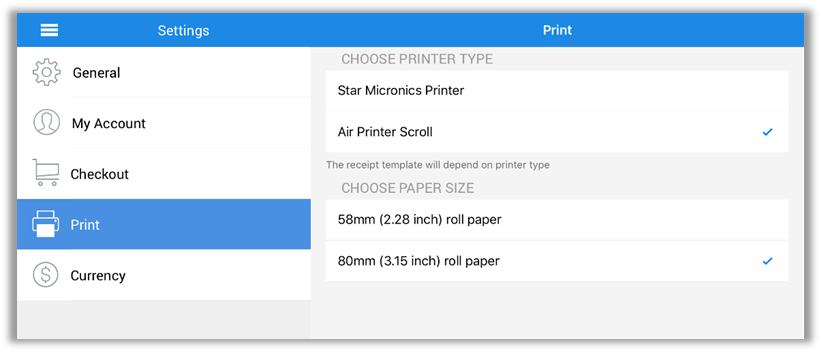 Settings
General
My Account
Checkout
Print
$
Currency
Print
CHOOSE PRINTER TYPE
Star Micronics Printer
Air Printer Scroll
The receipt template will depend on printer type
CHOOSE PAPER SIZE
58mm (2.28 inch) roll paper
80mm (3.15 inch) roll paper